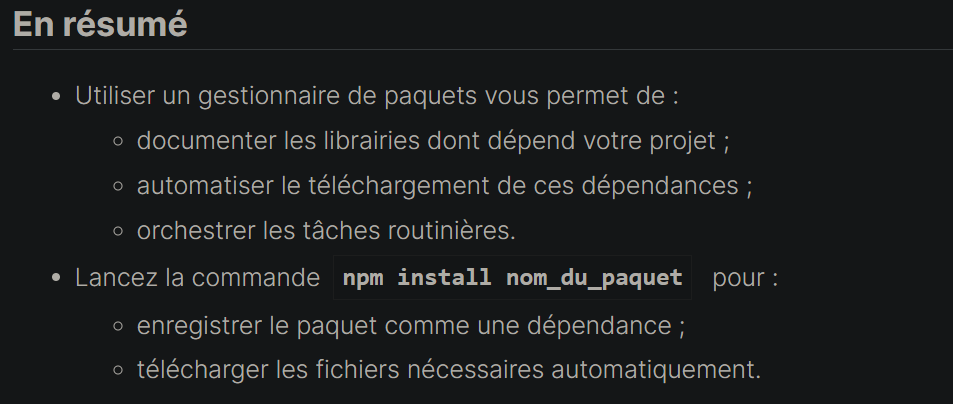 En résumé
Utiliser un gestionnaire de paquets vous permet de :
documenter les librairies dont dépend votre projet ;
automatiser le téléchargement de ces dépendances ;
orchestrer les tâches routinières.
Lancez la commande npm install nom_du_paquet pour :
enregistrer le paquet comme une dépendance ;
télécharger les fichiers nécessaires automatiquement.